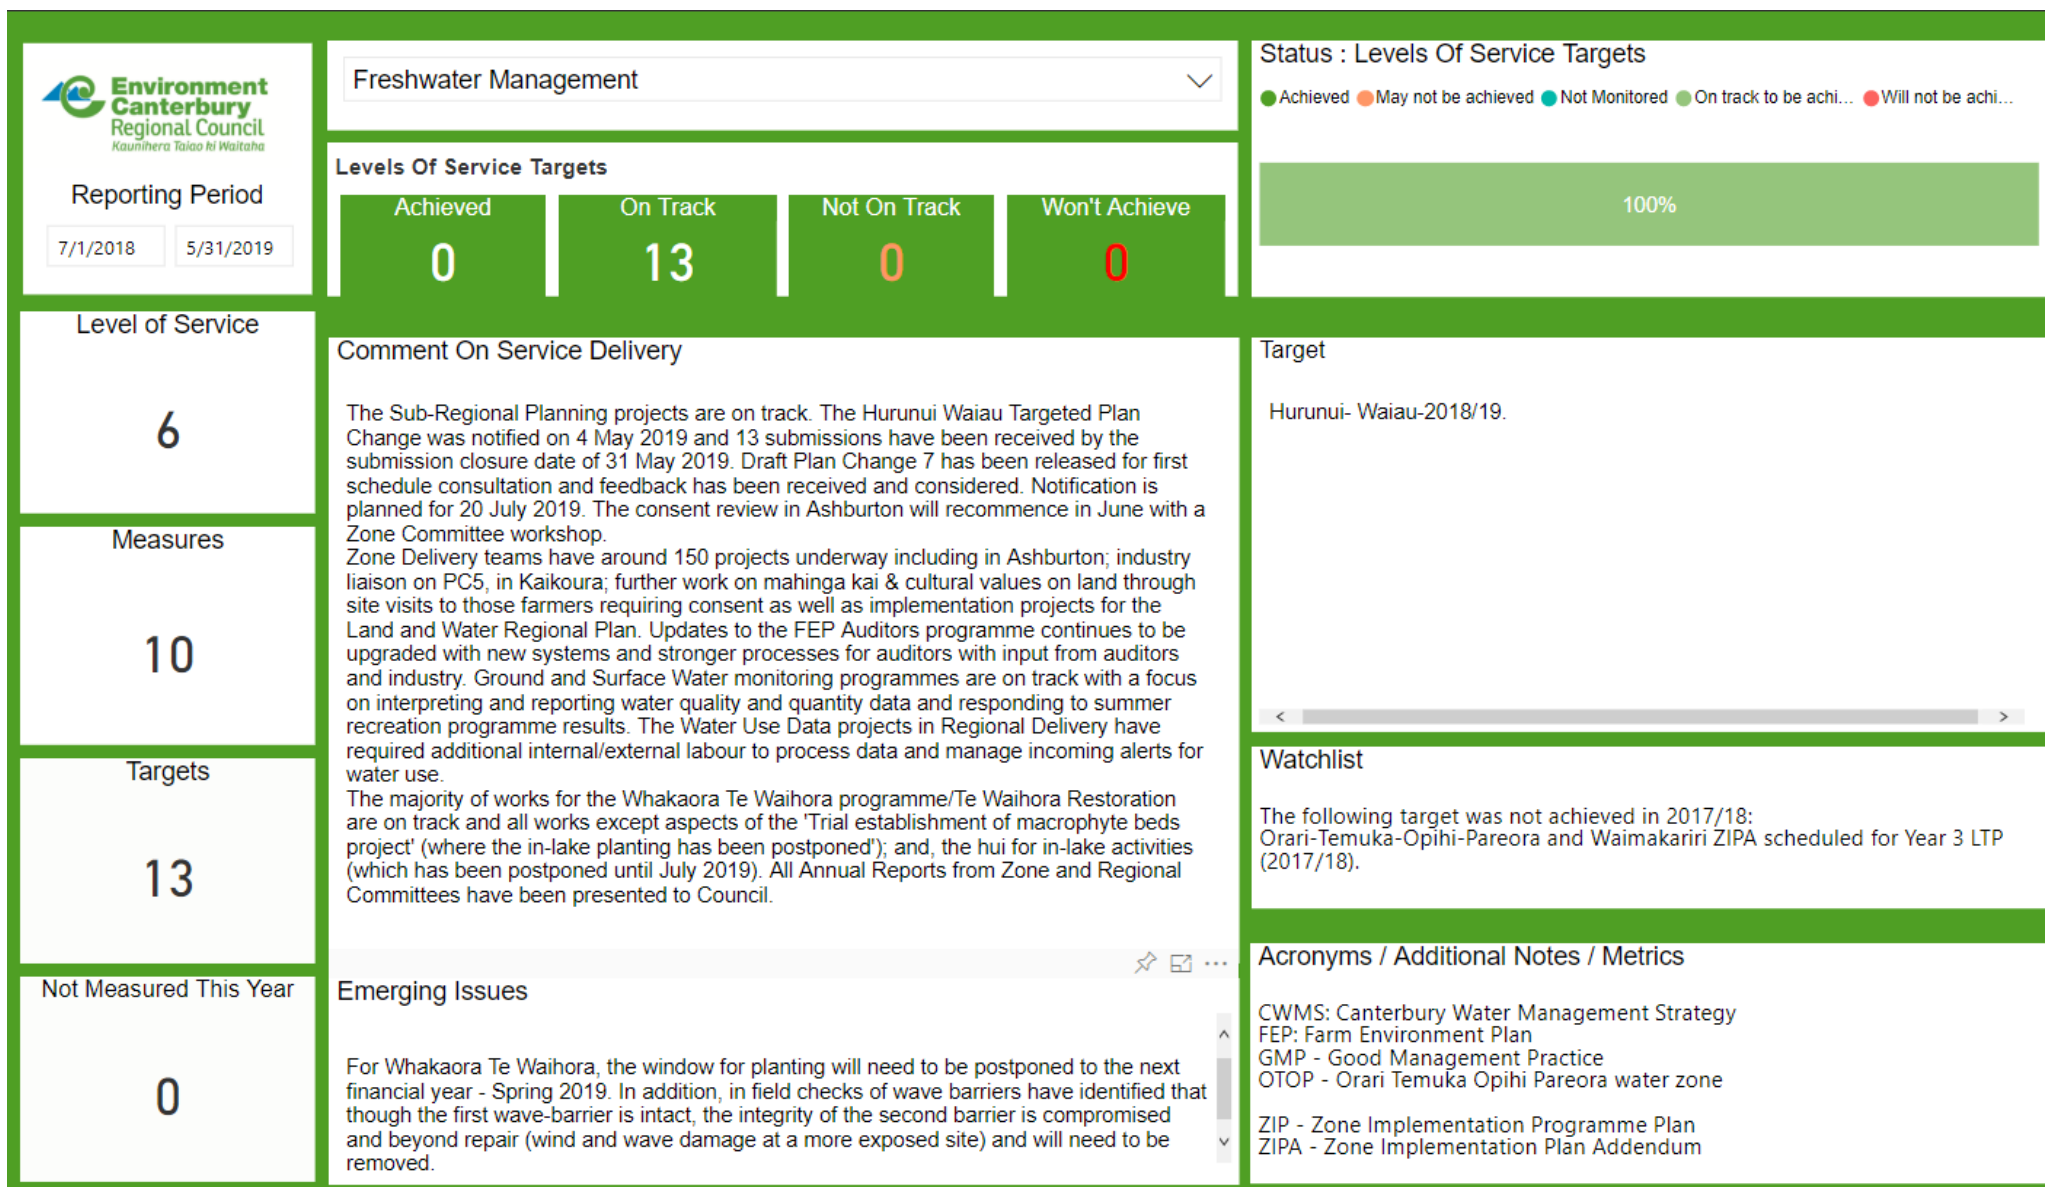 Environment
Canterbury
Regional Council
Kaunihera Taiao ki Waitaha
Reporting Period
7/1/2018 5/31/2019
Freshwater Management
Levels Of Service Targets
Achieved On Track Not On Track Won't Achieve
0 13 0 0
Status : Levels Of Service Targets
Achieved May not be achieved Not Monitored On track to be achi... Will not be achi...
100%
Level of Service
6
Measures
10
Targets
13
Not Measured This Year
0
Comment On Service Delivery
The Sub-Regional Planning projects are on track. The Hurunui Waiau Targeted Plan
Change was notified on 4 May 2019 and 13 submissions have been received by the
submission closure date of 31 May 2019. Draft Plan Change 7 has been released for first
schedule consultation and feedback has been received and considered. Notification is
planned for 20 July 2019. The consent review in Ashburton will recommence in June with a
Zone Committee workshop.
Zone Delivery teams have around 150 projects underway including in Ashburton; industry
liaison on PC5, in Kaikoura; further work on mahinga kai & cultural values on land through
site visits to those farmers requiring consent as well as implementation projects for the
Land and Water Regional Plan. Updates to the FEP Auditors programme continues to be
upgraded with new systems and stronger processes for auditors with input from auditors
and industry. Ground and Surface Water monitoring programmes are on track with a focus
on interpreting and reporting water quality and quantity data and responding to summer
recreation programme results. The Water Use Data projects in Regional Delivery have
required additional internal/external labour to process data and manage incoming alerts for
water use.
The majority of works for the Whakaora Te Waihora programme/Te Waihora Restoration
are on track and all works except aspects of the 'Trial establishment of macrophyte beds
project' (where the in-lake planting has been postponed'); and, the hui for in-lake activities
(which has been postponed until July 2019). All Annual Reports from Zone and Regional
Committees have been presented to Council.
Emerging Issues
For Whakaora Te Waihora, the window for planting will need to be postponed to the next
financial year - Spring 2019. In addition, in field checks of wave barriers have identified that
though the first wave-barrier is intact, the integrity of the second barrier is compromised
and beyond repair (wind and wave damage at a more exposed site) and will need to be
removed.
Target
Hurunui- Waiau-2018/19.
Watchlist
The following target was not achieved in 2017/18:
Orari-Temuka-Opihi-Pareora and Waimakariri ZIPA scheduled for Year 3 LTP
(2017/18).
Acronyms / Additional Notes / Metrics
CWMS: Canterbury Water Management Strategy
FEP: Farm Environment Plan
GMP - Good Management Practice
OTOP - Orari Temuka Opihi Pareora water zone
ZIP - Zone Implementation Programme Plan
ZIPA - Zone Implementation Plan Addendum